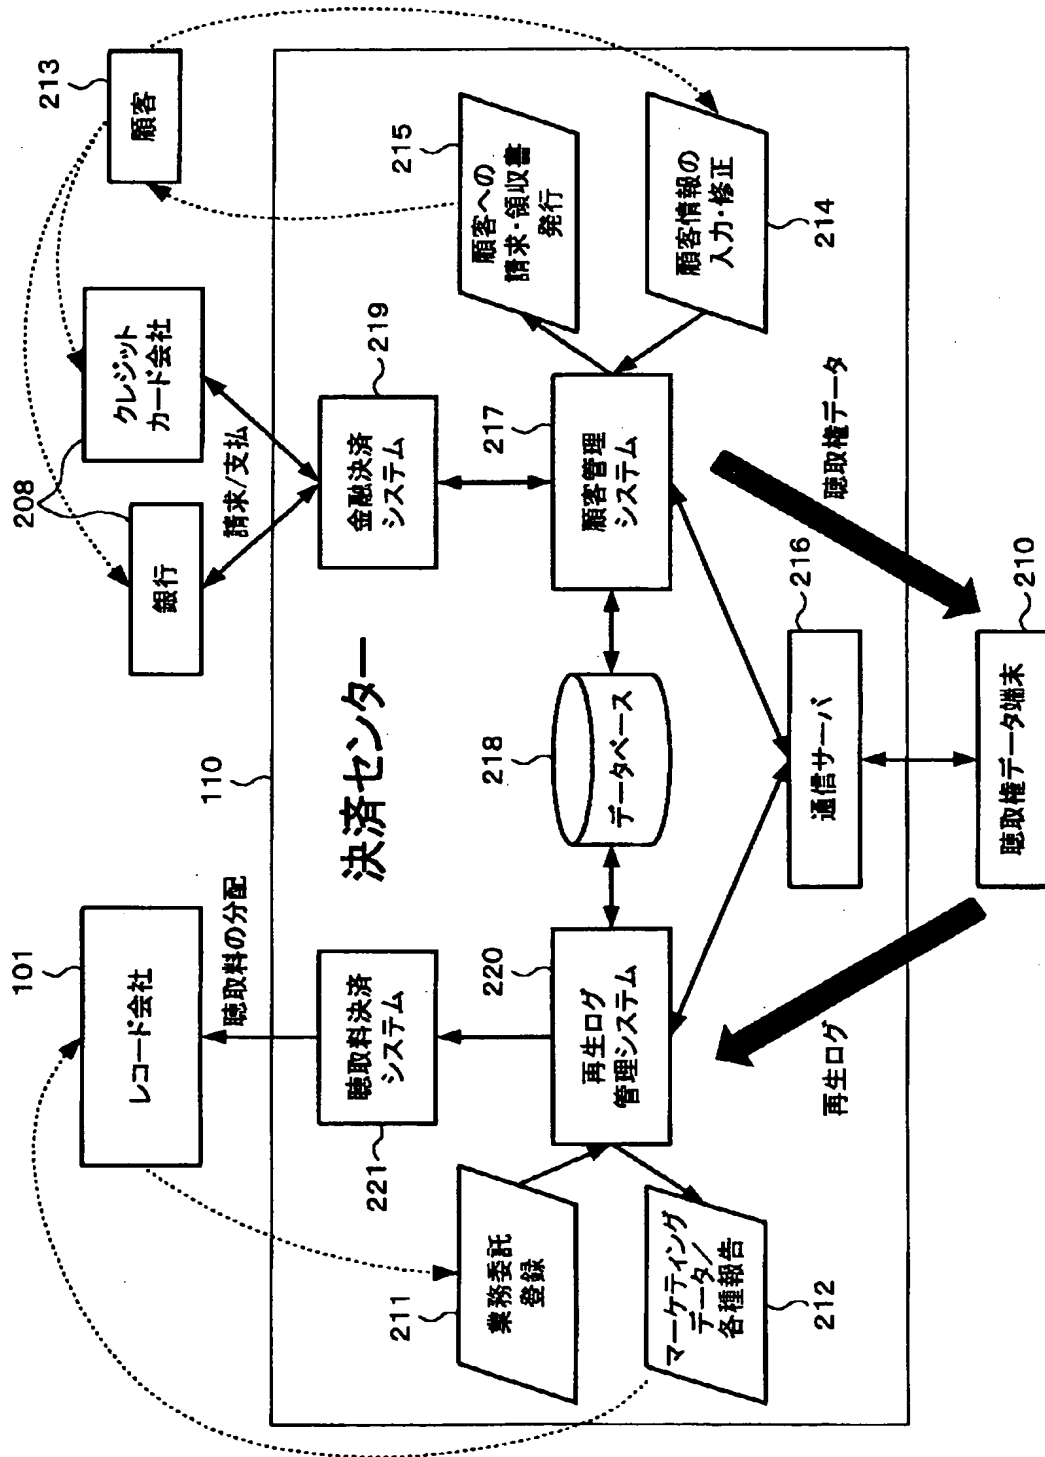 101
レコード会社
聴取料の分配
208
銀行
クレジット
カード会社
請求/支払
213
顧客
110
決済センター
221
聴取料決済
システム
金融決済
システム
219
211
業務委託
登録
220
再生ログ
管理システム
218
データベース
217
顧客管理
システム
215
顧客への
請求・領収書
発行
マーケティング
データ/
各種報告
212
顧客情報の
入力・修正
214
再生ログ
通信サーバ
216
聴取権データ
聴取権データ端末
210